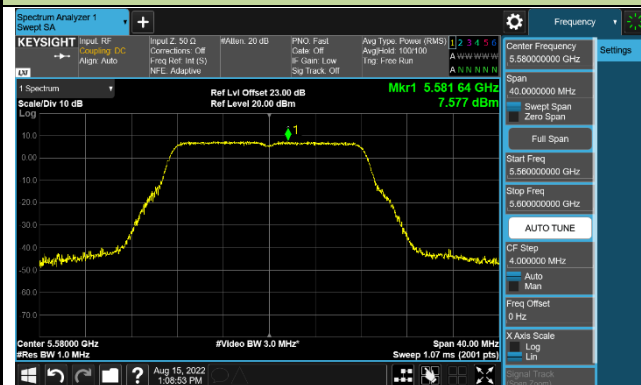 Spectrum Analyzer 1
Swept SA
+
Frequency
KEYSIGHT
Input: RF
Coupling: DC
Align: Auto
Input Z: 50 Ω
Corrections: Off
Freq Ref: Int (S)
NFE: Adaptive
#Atten: 20 dB
PNO: Fast
Gate: Off
IF Gain: Low
Sig Track: Off
Avg Type: Power (RMS)
Avg|Hold: 100/100
Trig: Free Run
1 2 3 4 5 6
A W W W W W
A N N N N N
LXI
1 Spectrum
Scale/Div 10 dB
Log
Ref Lvl Offset 23.00 dB
Ref Level 20.00 dBm
Mkr1 5.581 64 GHz
7.577 dBm
1
10.0
0.00
-10.0
-20.0
-30.0
-40.0
-50.0
-60.0
-70.0
Center 5.58000 GHz
#Res BW 1.0 MHz
#Video BW 3.0 MHz*
Span 40.00 MHz
Sweep 1.07 ms (2001 pts)
Aug 15, 2022
1:08:53 PM
Center Frequency
5.580000000 GHz
Span
40.0000000 MHz
Swept Span
Zero Span
Full Span
Start Freq
5.560000000 GHz
Stop Freq
5.600000000 GHz
AUTO TUNE
CF Step
4.000000 MHz
Auto
Man
Freq Offset
0 Hz
X Axis Scale
Log
Lin
Signal Track
(Span Zoom)
Settings